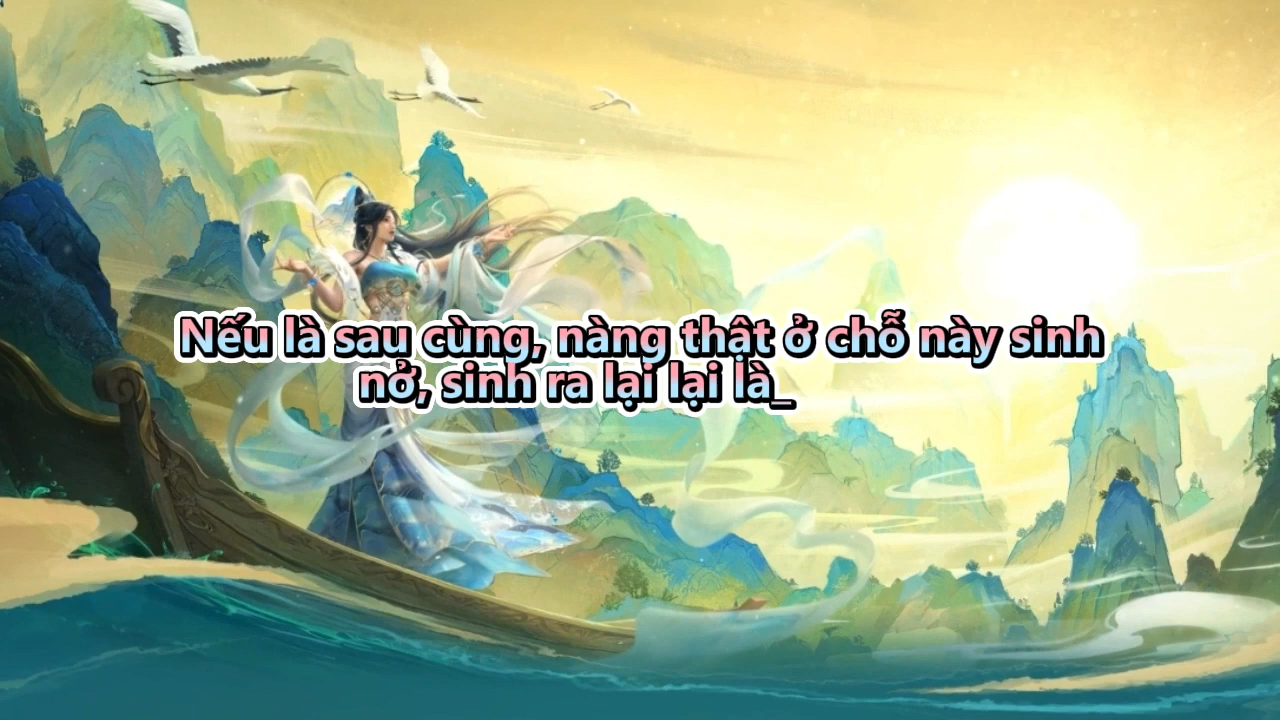 Nếu là sau cùng, nàng thật ở chỗ này sinh
nở, sinh ra lại lại là_